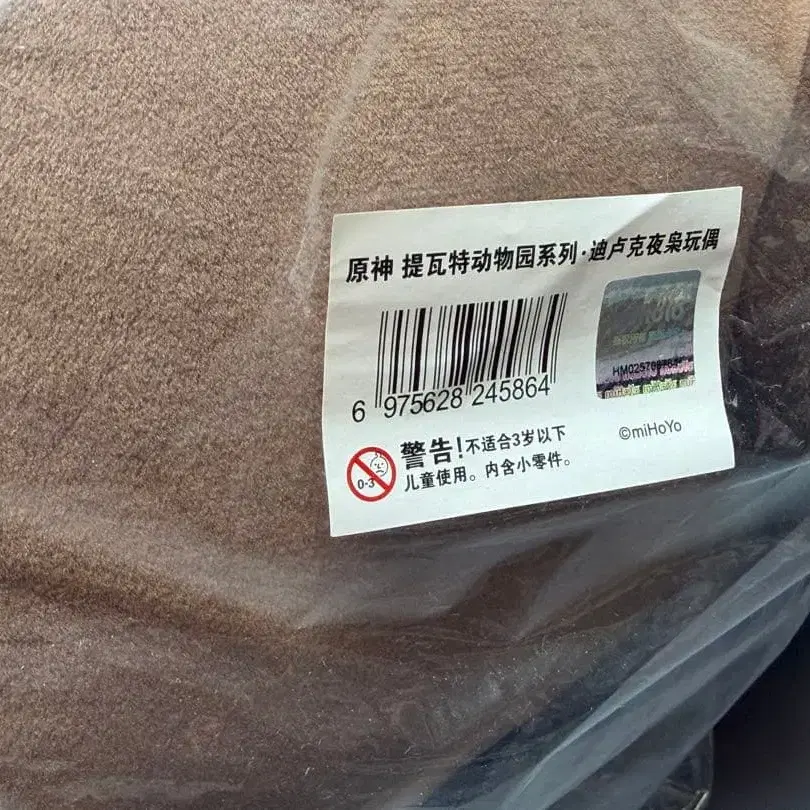 原神 提瓦特动物园系列·迪卢克夜枭玩偶
6 975628 245864
©miHoYo
警告!不适合3岁以下
儿童使用。内含小零件。
0-3